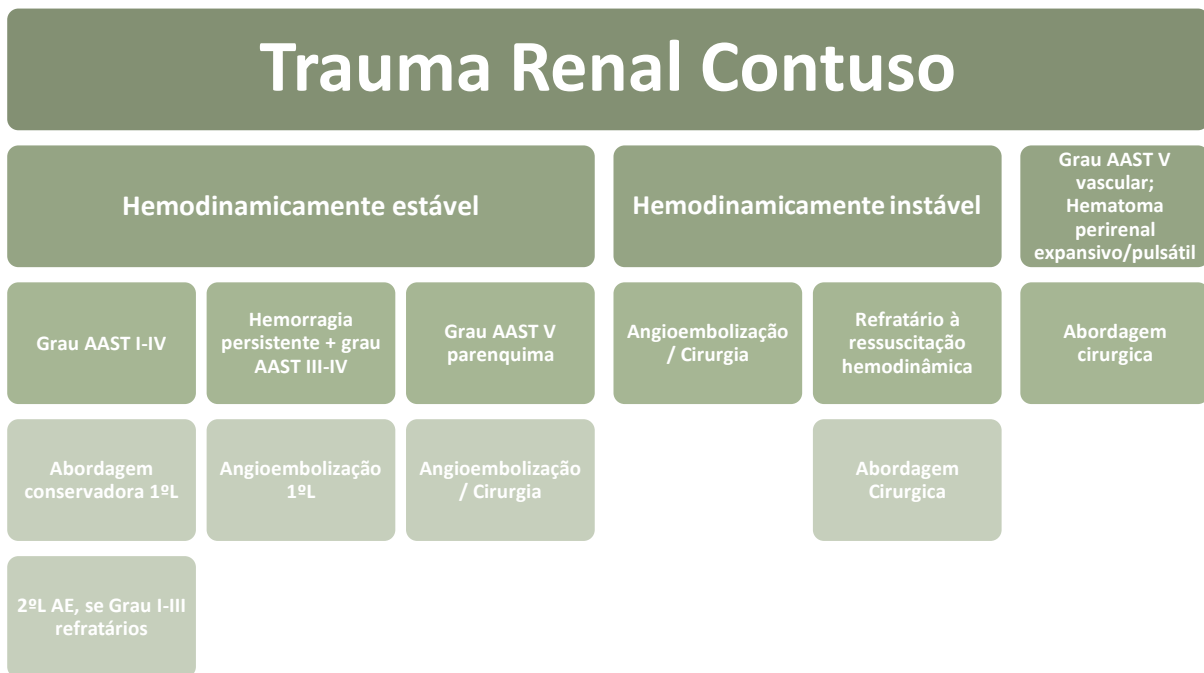 Trauma Renal Contuso
Hemodinamicamente estável
Hemodinamicamente instável
Grau AAST V
vascular;
Hematoma
perirenal
expansivo/pulsátil
Grau AAST I-IV
Hemorragia
persistente + grau
AAST III-IV
Grau AAST V
parenquima
Angioembolização
/ Cirurgia
Refratário à
ressuscitação
hemodinâmica
Abordagem
cirurgica
Abordagem
conservadora 1ºL
Angioembolização
1ºL
Angioembolização
/ Cirurgia
Abordagem
Cirurgica
2ºL AE, se Grau I-III
refratários